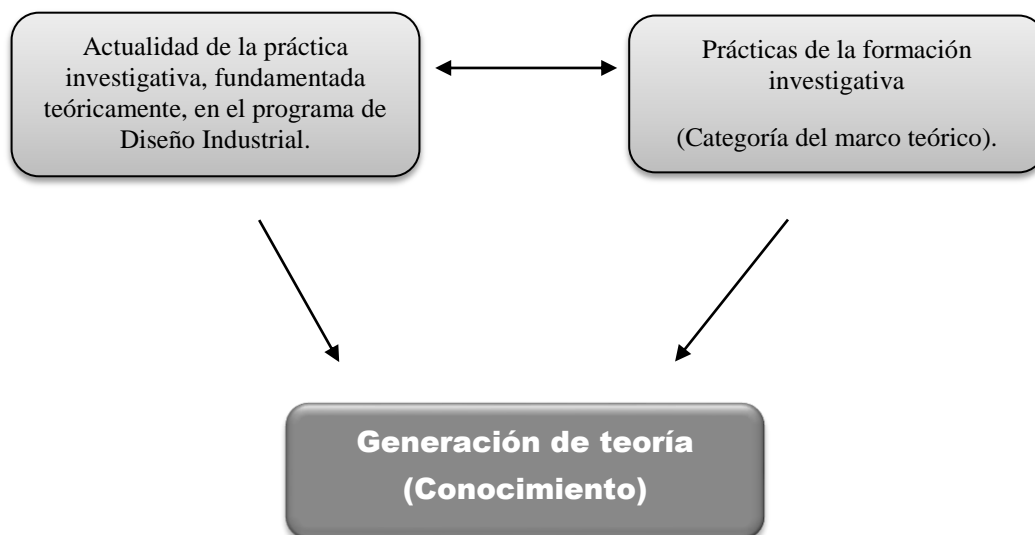 Actualidad de la práctica
investigativa, fundamentada
teóricamente, en el programa de
Diseño Industrial.
Prácticas de la formación
investigativa
(Categoría del marco teórico).
Generación de teoría
(Conocimiento)